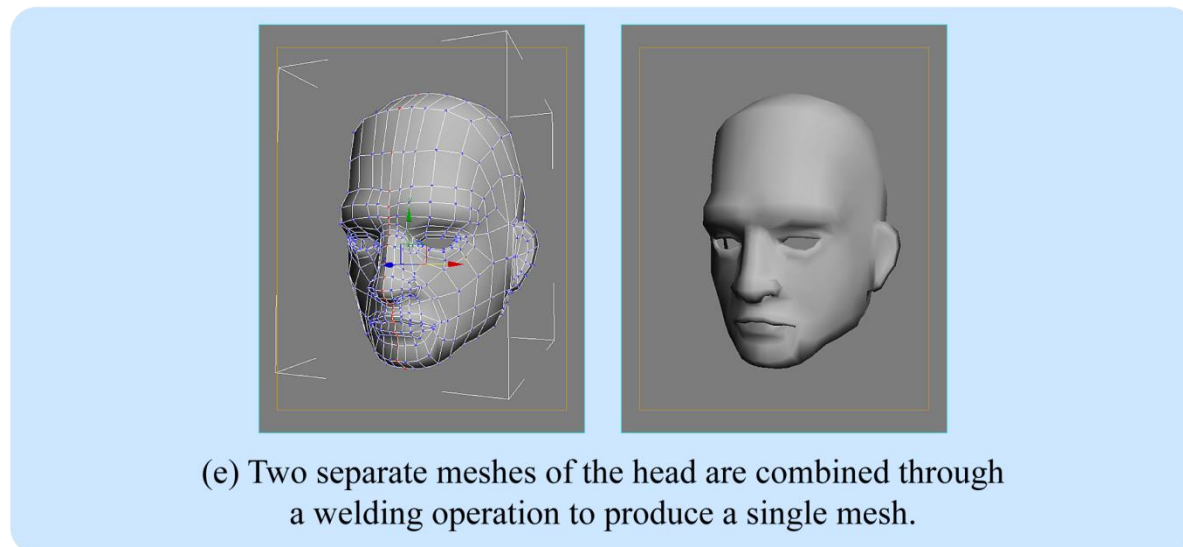 (e) Two separate meshes of the head are combined through
a welding operation to produce a single mesh.